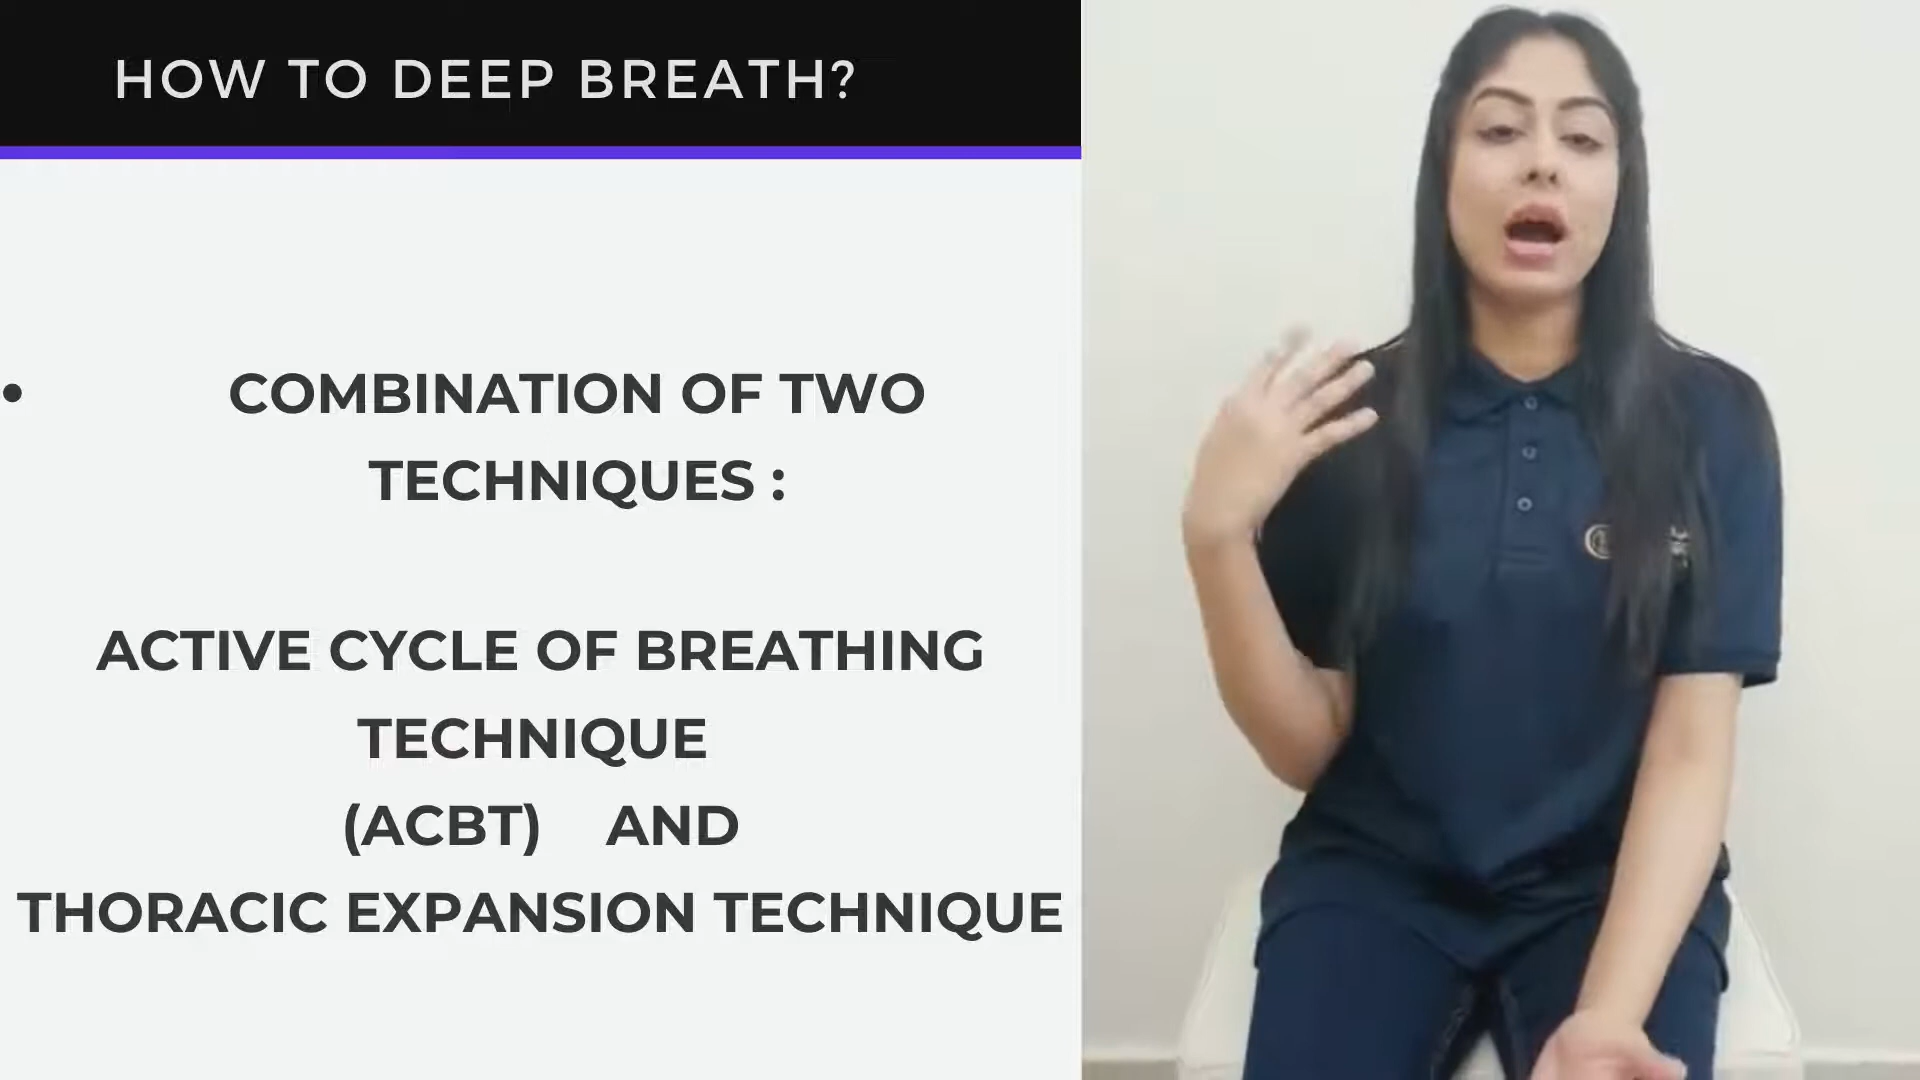 HOW TO DEEP BREATH?
• COMBINATION OF TWO
TECHNIQUES :
ACTIVE CYCLE OF BREATHING
TECHNIQUE
(ACBT) AND
THORACIC EXPANSION TECHNIQUE